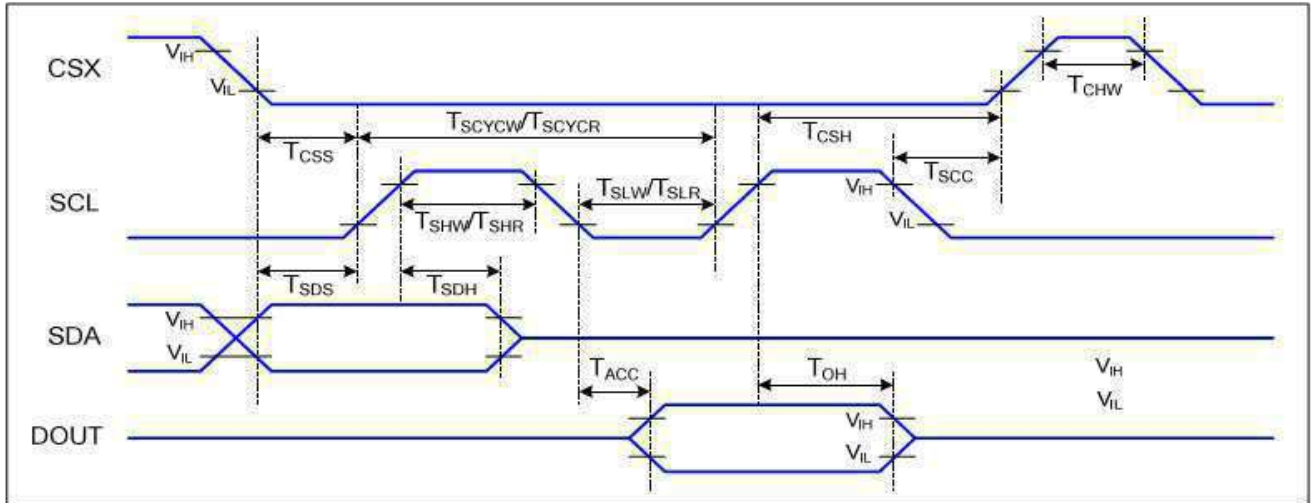 CSX
VIH
VIL
TCHW
TSCYCW/TSCYCR
TCSH
TCSS
TSCC
SCL
TSLW/TSLR
VIH
TSHW/TSHR
VIL
TSDS
TSDH
SDA
VIH
VIL
TACC
TOH
VIH
VIL
DOUT
VIH
VIL